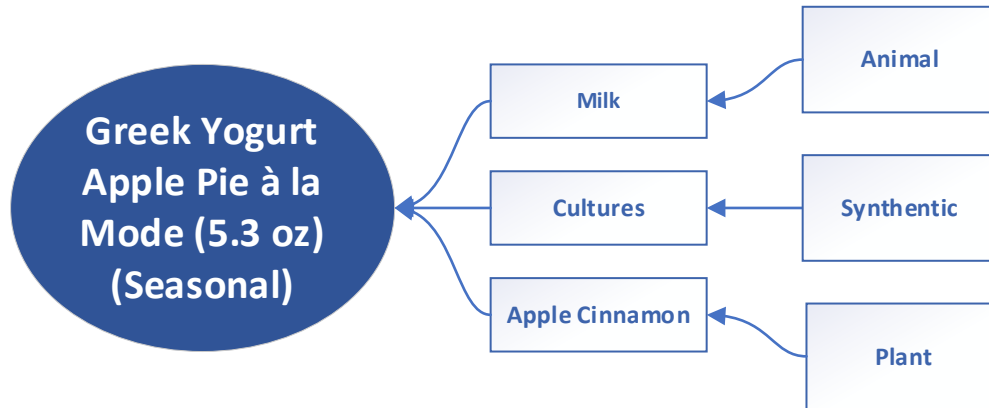 Greek Yogurt
Apple Pie à la
Mode (5.3 oz)
(Seasonal)
Milk
Cultures
Apple Cinnamon
Animal
Synthentic
Plant